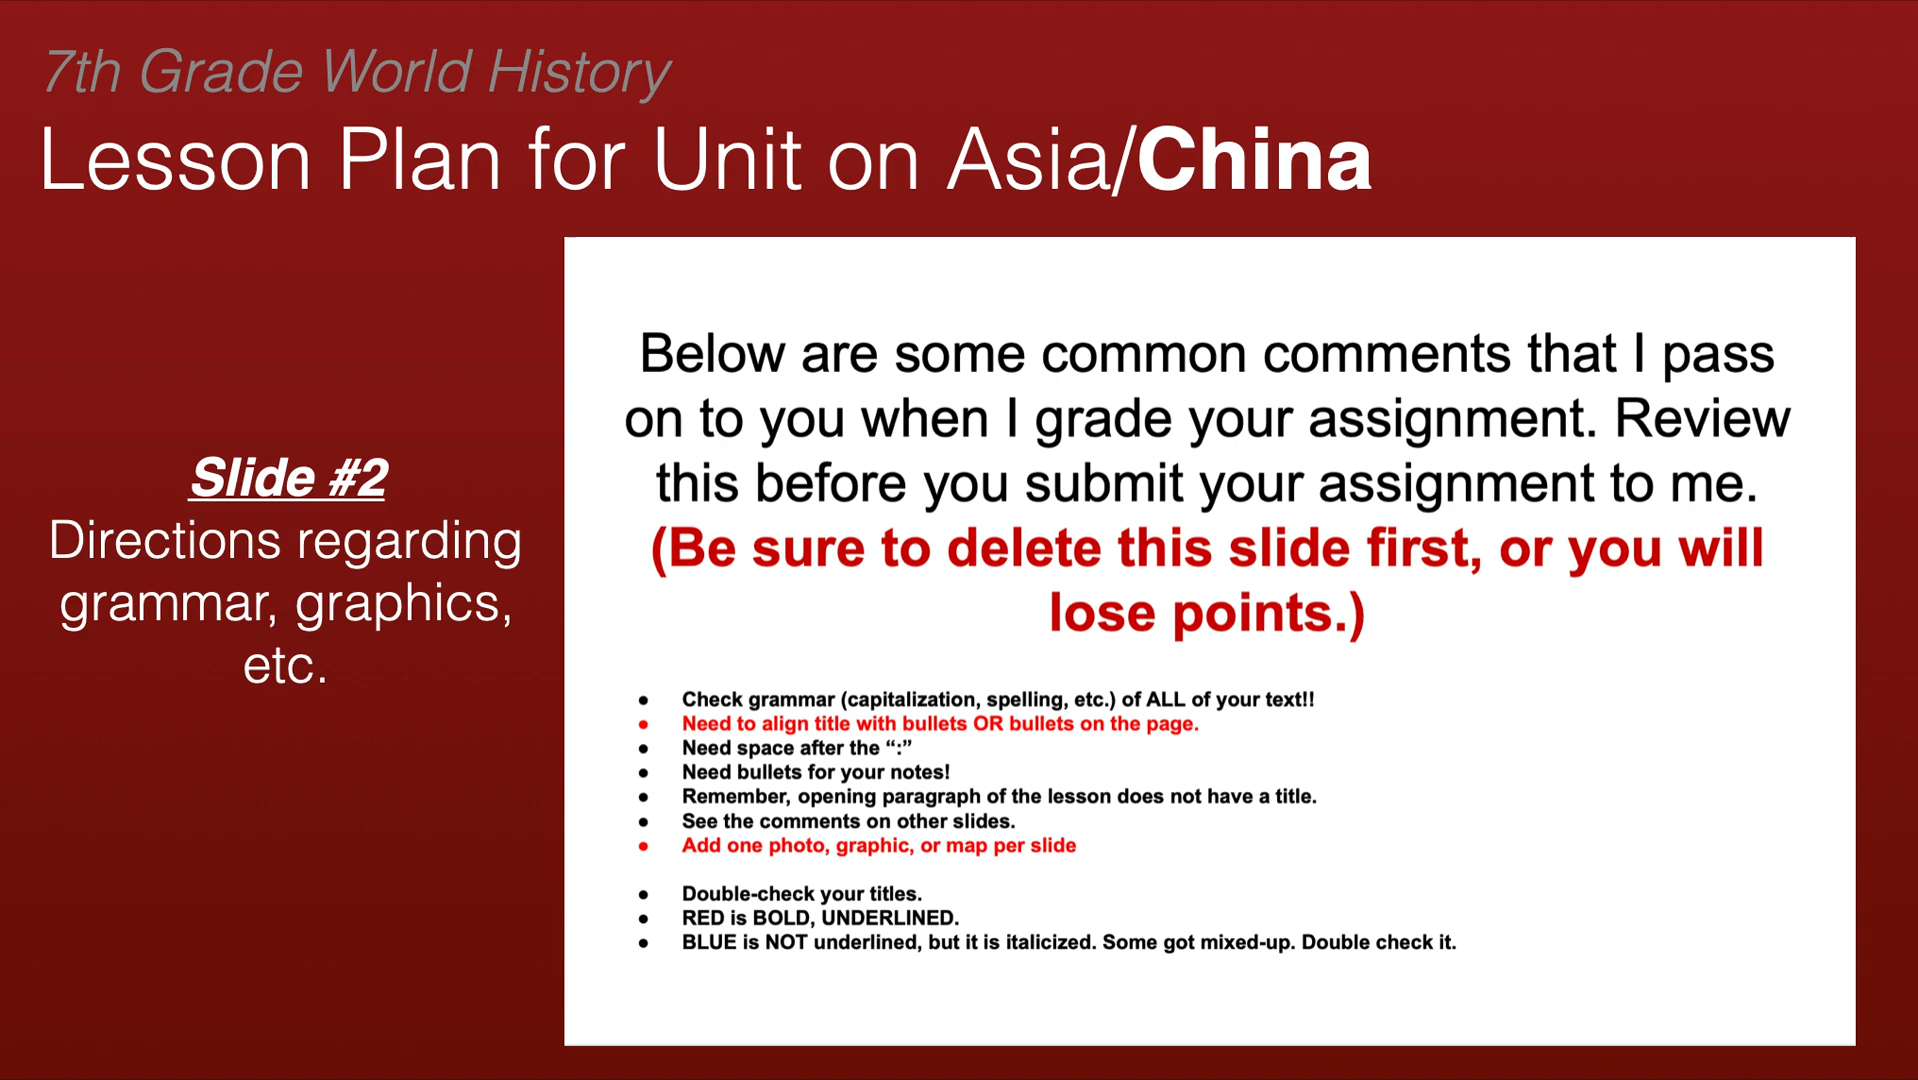 7th Grade World History
Lesson Plan for Unit on Asia/China
Slide #2
Directions regarding
grammar, graphics,
etc.
Below are some common comments that I pass
on to you when I grade your assignment. Review
this before you submit your assignment to me.
(Be sure to delete this slide first, or you will
lose points.)
● Check grammar (capitalization, spelling, etc.) of ALL of your text!!
● Need to align title with bullets OR bullets on the page.
● Need space after the “:”
● Need bullets for your notes!
● Remember, opening paragraph of the lesson does not have a title.
● See the comments on other slides.
● Add one photo, graphic, or map per slide
● Double-check your titles.
● RED is BOLD, UNDERLINED.
● BLUE is NOT underlined, but it is italicized. Some got mixed-up. Double check it.